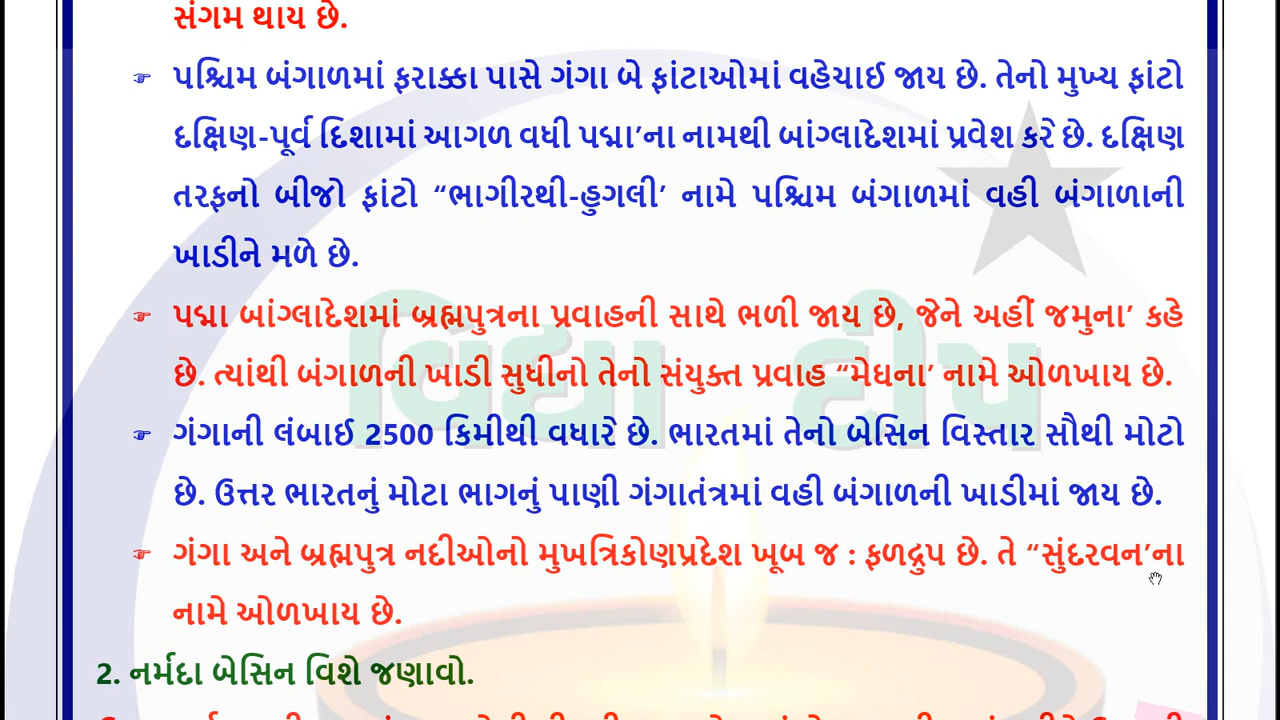 સંગમ થાય છે.
☞ પશ્ચિમ બંગાળમાં ફરાક્કા પાસે ગંગા બે ફાંટાઓમાં વહેચાઈ જાય છે. તેનો મુખ્ય ફાંટો
દક્ષિણ-પૂર્વ દિશામાં આગળ વધી પદ્મા’ના નામથી બાંગ્લાદેશમાં પ્રવેશ કરે છે. દક્ષિણ
તરફનો બીજો ફાંટો “ભાગીરથી-હુગલી’ નામે પશ્ચિમ બંગાળમાં વહી બંગાળાની
ખાડીને મળે છે.
☞ પદ્મા બાંગ્લાદેશમાં બ્રહ્મપુત્રના પ્રવાહની સાથે ભળી જાય છે, જેને અહીં જમુના’ કહે
છે. ત્યાંથી બંગાળની ખાડી સુધીનો તેનો સંયુક્ત પ્રવાહ “મેઘના’ નામે ઓળખાય છે.
વિદ્યા દીપ
☞ ગંગાની લંબાઈ 2500 કિમીથી વધારે છે. ભારતમાં તેનો બેસિન વિસ્તાર સૌથી મોટો
છે. ઉત્તર ભારતનું મોટા ભાગનું પાણી ગંગાતંત્રમાં વહી બંગાળની ખાડીમાં જાય છે.
☞ ગંગા અને બ્રહ્મપુત્ર નદીઓનો મુખત્રિકોણપ્રદેશ ખૂબ જ : ફળદ્રુપ છે. તે “સુંદરવન’ના
નામે ઓળખાય છે.
2. નર્મદા બેસિન વિશે જણાવો.